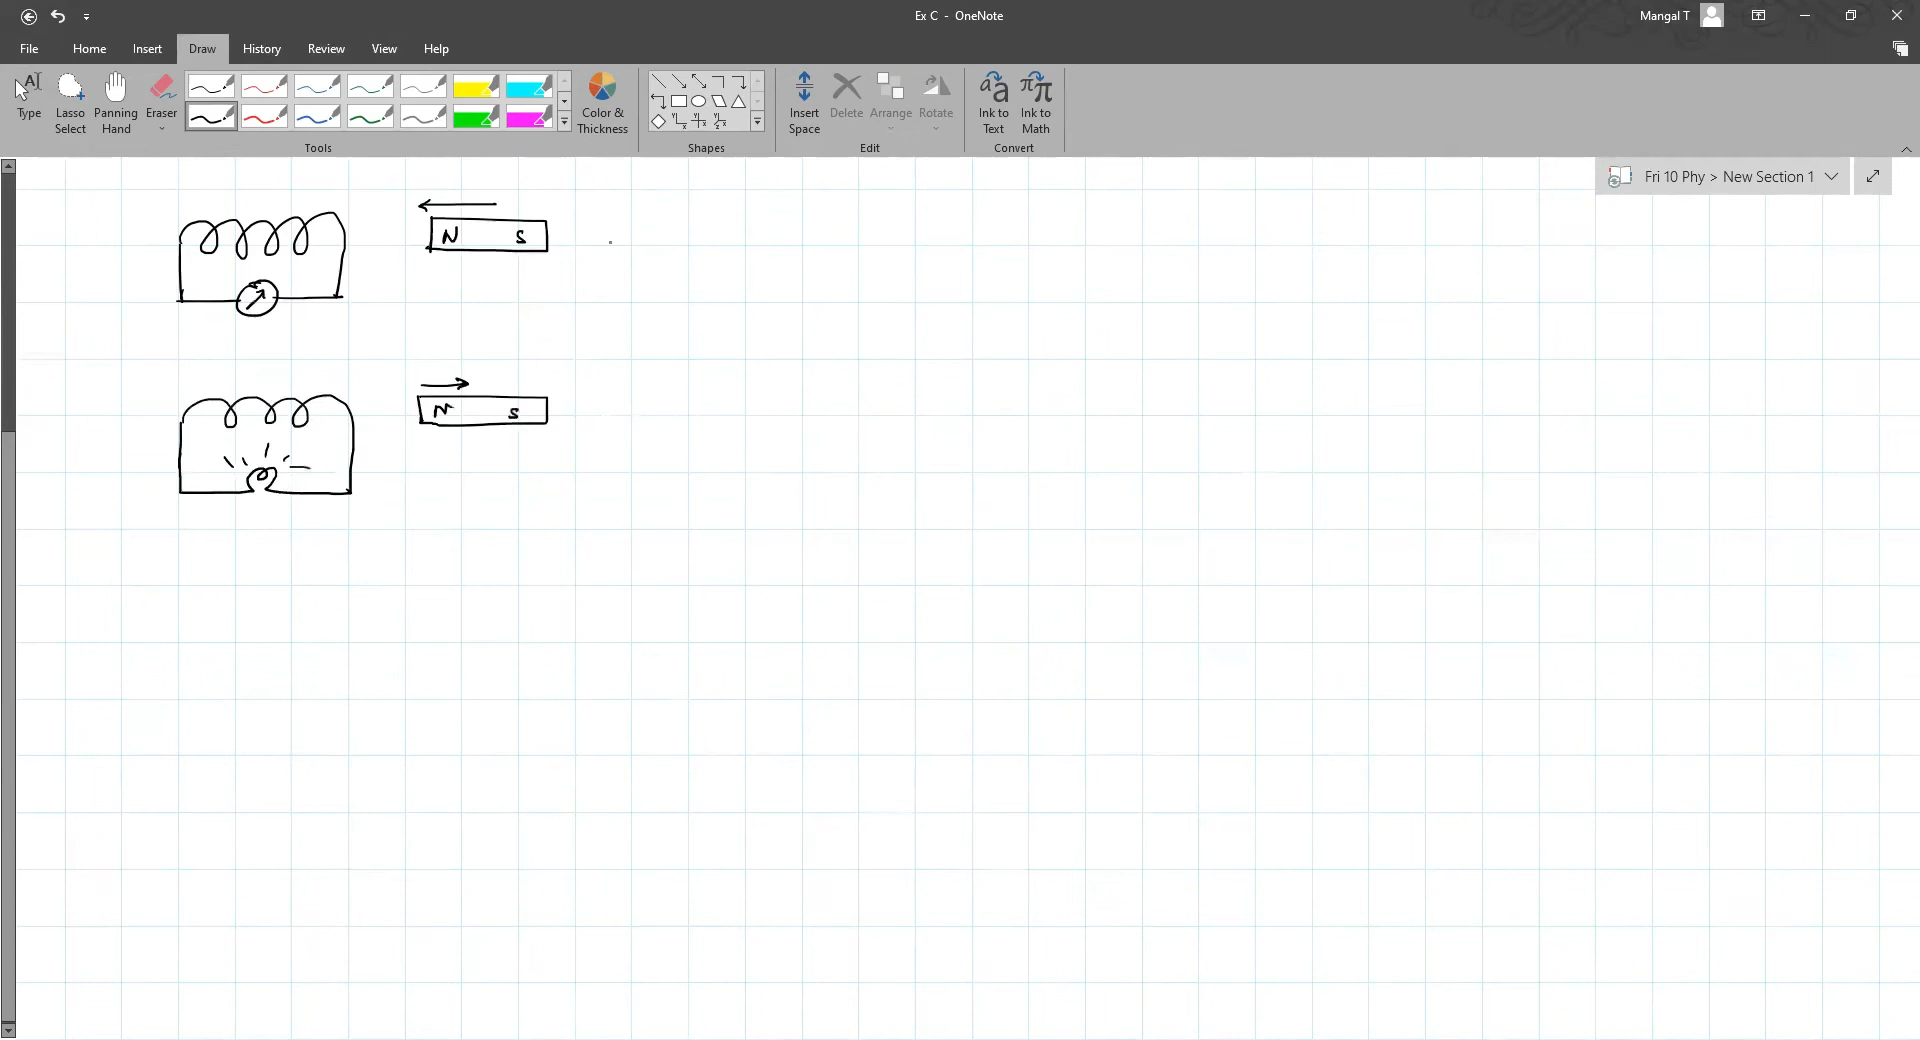 Ex C - OneNote
Mangal T
File Home Insert Draw History Review View Help
Type
Lasso Select
Panning Hand
Eraser
Color & Thickness
Insert Space
Delete
Arrange
Rotate
Ink to Text
Ink to Math
Tools
Shapes
Edit
Convert
Fri 10 Phy > New Section 1
N S
N S